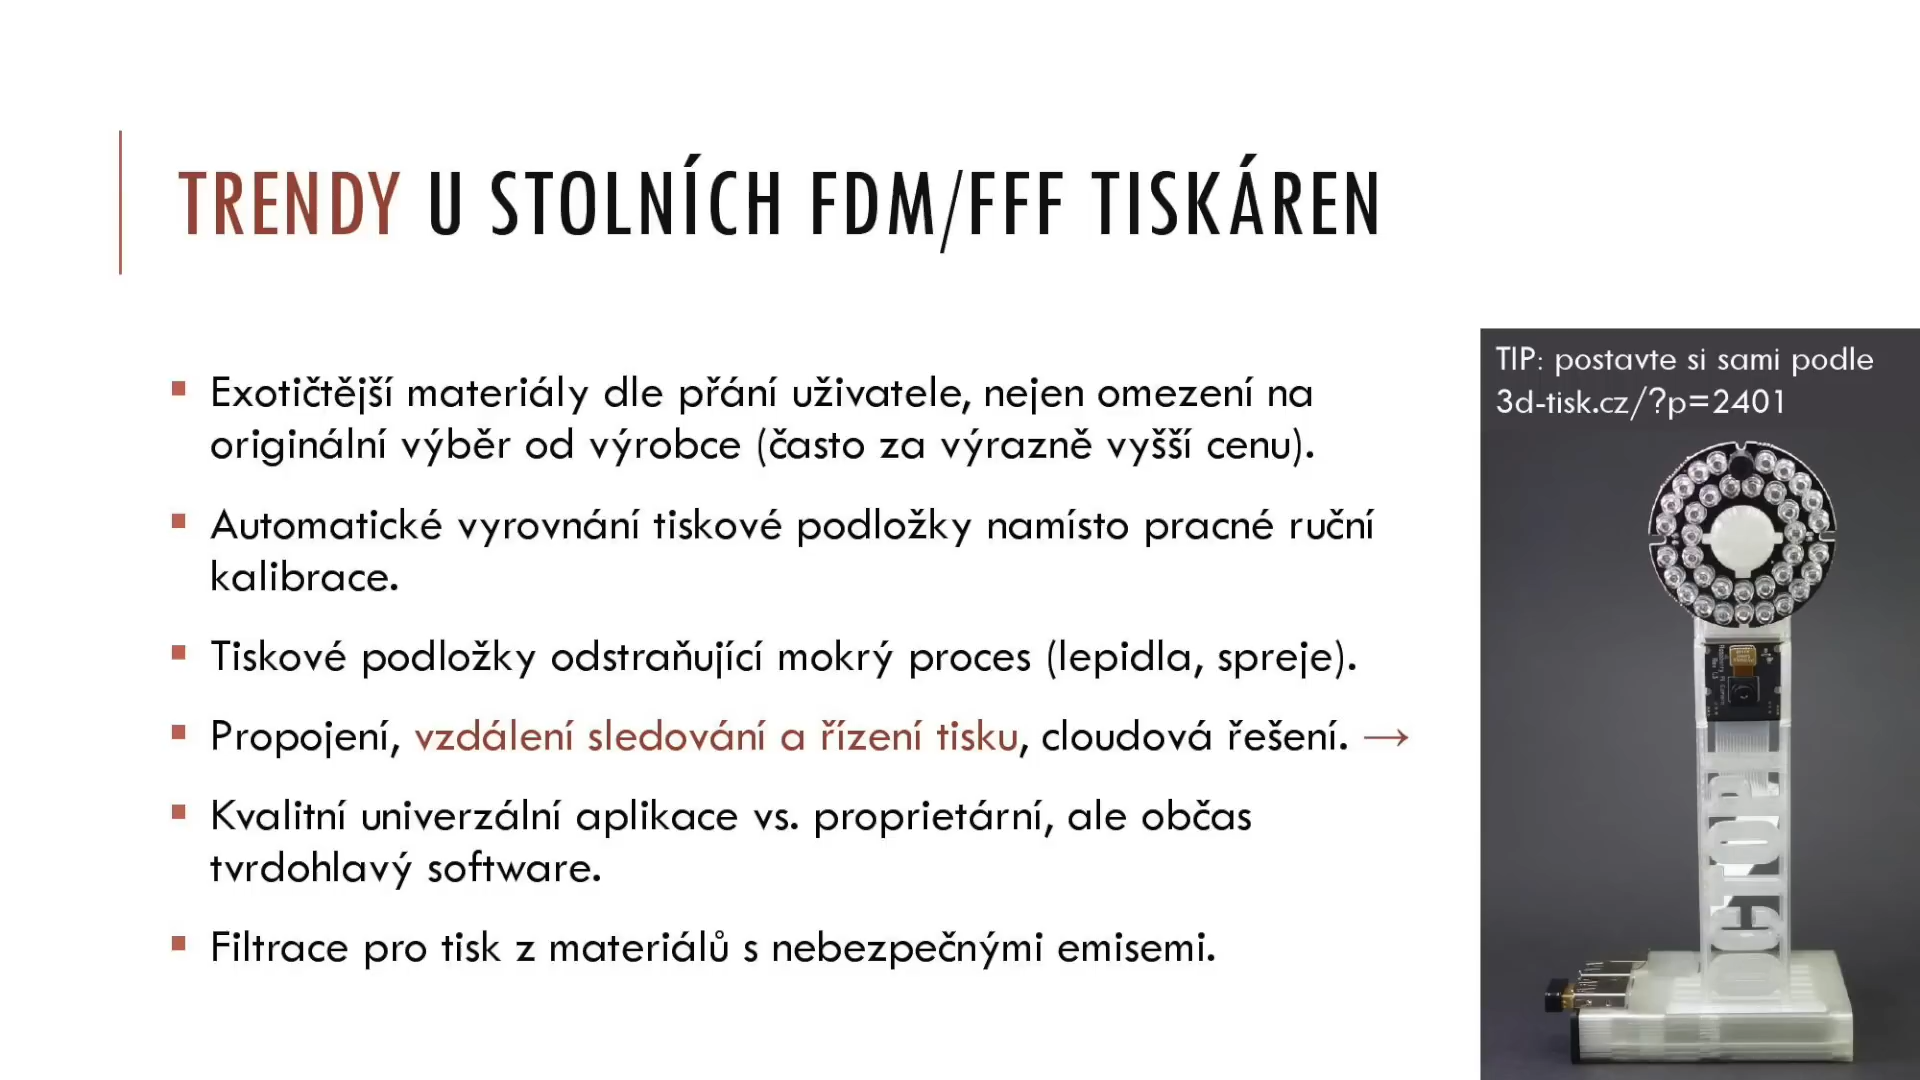 TRENDY U STOLNÍCH FDM/FFF TISKÁREN
Exotičtější materiály dle přání uživatele, nejen omezení na
originální výběr od výrobce (často za výrazně vyšší cenu).
Automatické vyrovnání tiskové podložky namísto pracné ruční
kalibrace.
Tiskové podložky odstraňující mokrý proces (lepidla, spreje).
Propojení, vzdálení sledování a řízení tisku, cloudová řešení. →
Kvalitní univerzální aplikace vs. proprietární, ale občas
tvrdohlavý software.
Filtrace pro tisk z materiálů s nebezpečnými emisemi.
TIP: postavte si sami podle
3d-tisk.cz/?p=2401